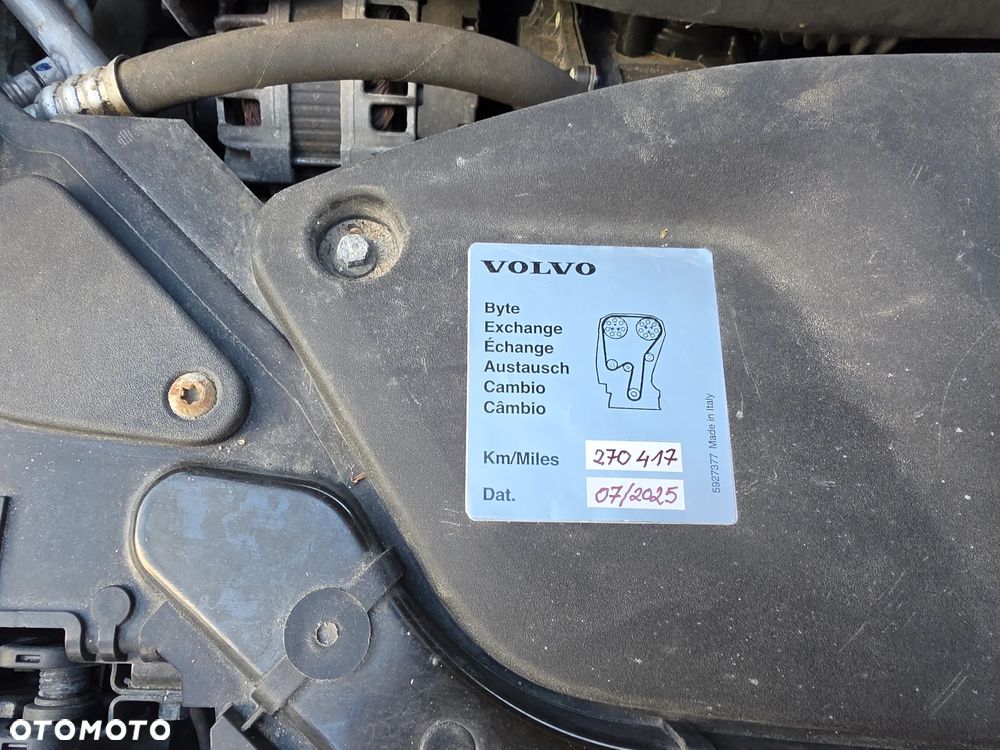 VOLVO
Byte
Exchange
Échange
Austausch
Cambio
Câmbio
Km/Miles 270 417
Dat. 07/2025
5927377 Made in Italy
OTOMOTO